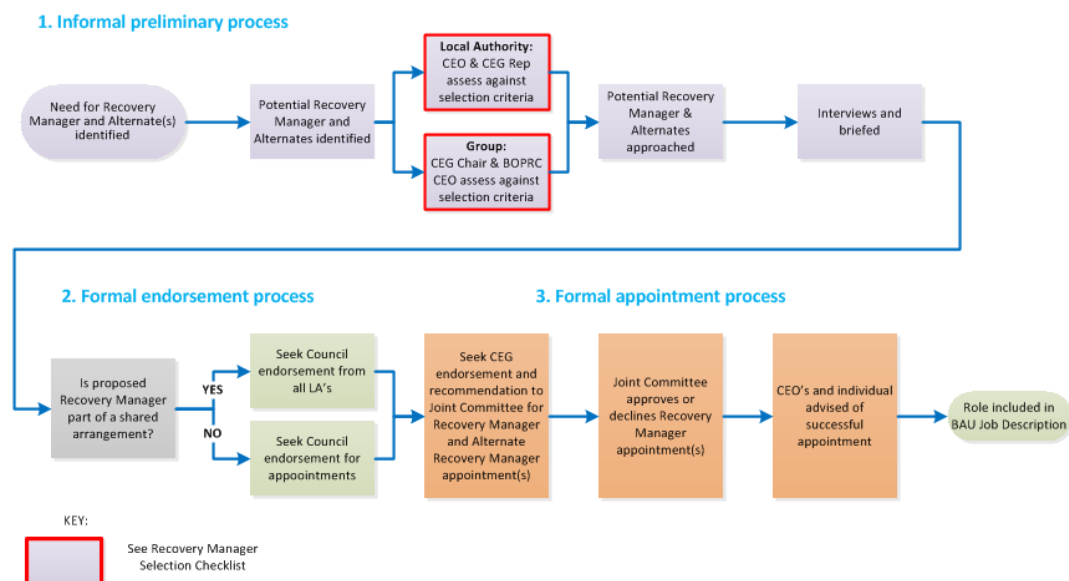 1. Informal preliminary process
Need for Recovery
Manager and Alternate(s)
identified
Potential Recovery
Manager and
Alternates identified
Local Authority:
CEO & CEG Rep
assess against
selection criteria
Group:
CEG Chair & BOPRC
CEO assess against
selection criteria
Potential Recovery
Manager &
Alternates
approached
Interviews and
briefed
2. Formal endorsement process
3. Formal appointment process
Is proposed
Recovery Manager
part of a shared
arrangement?
YES
NO
Seek Council
endorsement from
all LA's
Seek Council
endorsement for
appoointments
Seek CEG
endorsement and
recommendation to
Joint Committee for
Recovery Manager
and Alternate
Recovery Manager
appointment(s)
Joint Committee
approves or
declines Recovery
Manager
appointment(s)
CEO's and individual
advised of
successful
appointment
Role included in
BAU Job Description
KEY:
See Recovery Manager
Selection Checklist